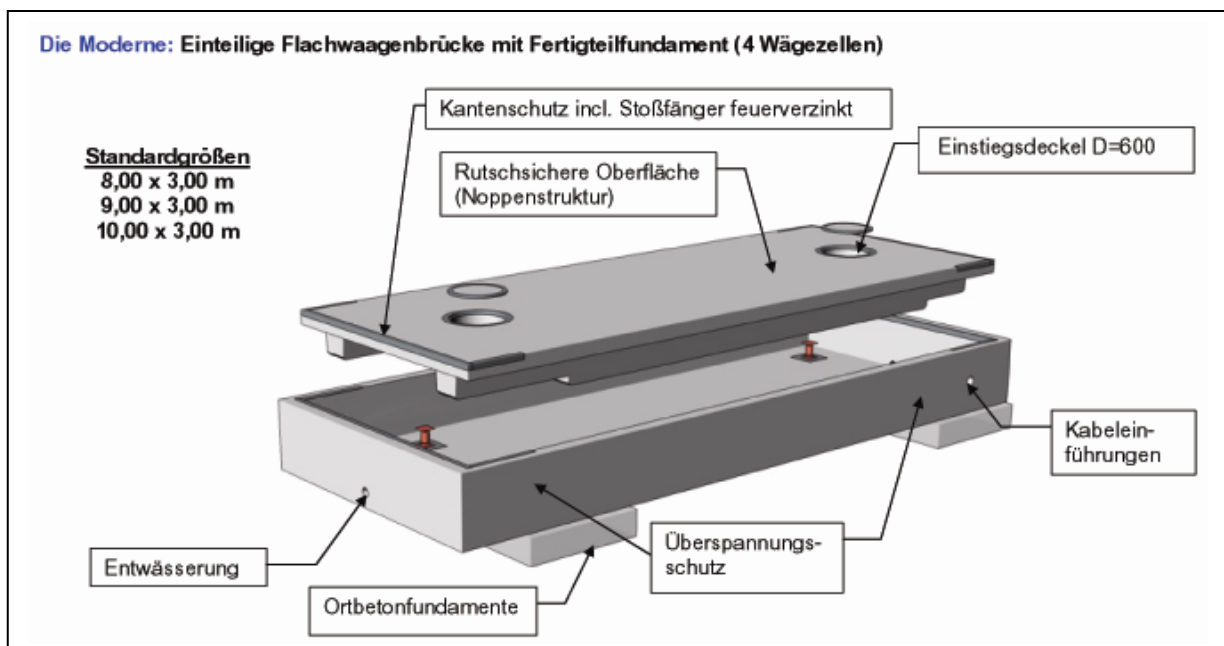 Die Moderne: Einteilige Flachwaagenbrücke mit Fertigteilfundament (4 Wägezellen)
Kantenschutz incl. Stoßfänger feuerverzinkt
Standardgrößen
8,00 x 3,00 m
9,00 x 3,00 m
10,00 x 3,00 m
Rutschsichere Oberfläche
(Noppenstruktur)
Einstiegsdeckel D=600
Kabelein-
führungen
Überspannungs-
schutz
Entwässerung
Ortbetonfundamente